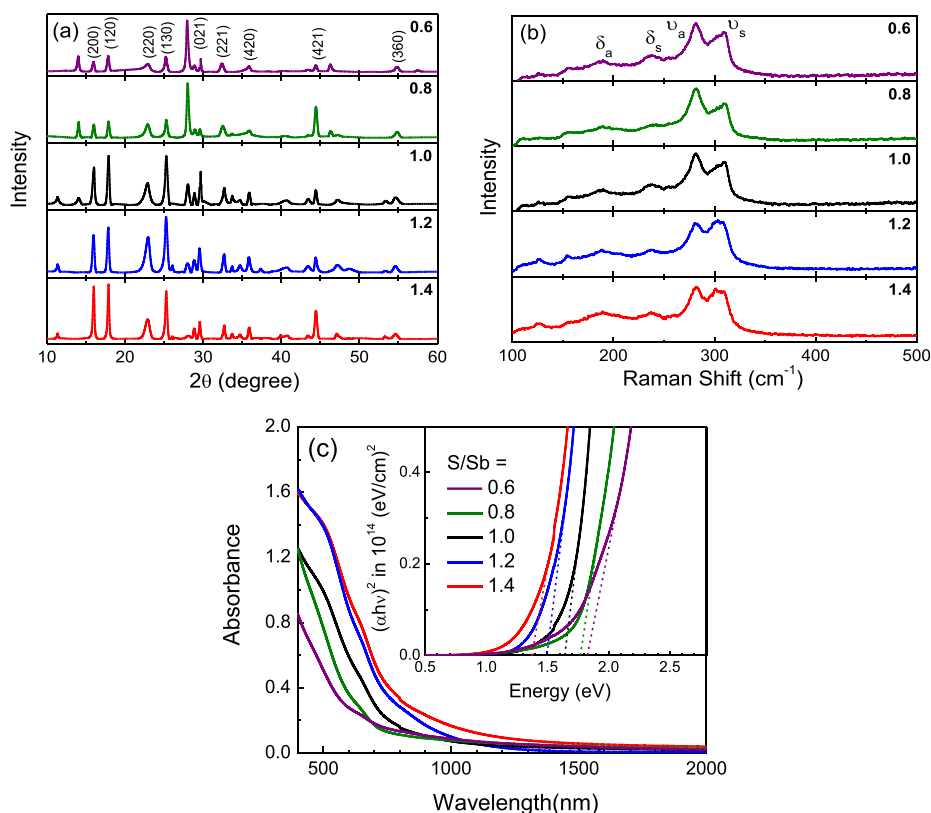 (a)
(200)
(120)
(220)
(130)
(021)
(221)
(420)
(421)
(360)
0.6
0.8
1.0
1.2
1.4
Intensity
10 20 30 40 50 60
2θ (degree)
(b)
δa
δs
υa
υs
0.6
0.8
1.0
1.2
1.4
Intensity
100 200 300 400 500
Raman Shift (cm-1)
(c)
2.0
1.6
1.2
0.8
0.4
0.0
Absorbance
500 1000 1500 2000
Wavelength(nm)
(αhν)2 in 1014 (eV/cm)2
0.4
0.2
0.0
S/Sb =
0.6
0.8
1.0
1.2
1.4
0.5 1.0 1.5 2.0 2.5
Energy (eV)